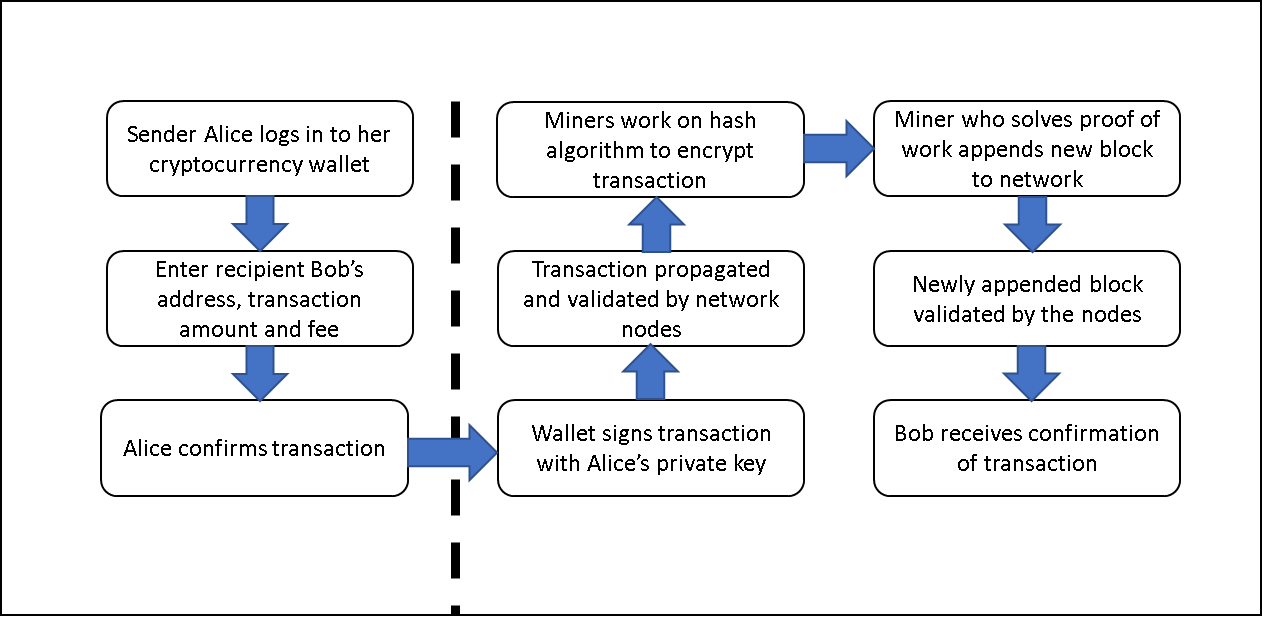 Sender Alice logs in to her
cryptocurrency wallet
Enter recipient Bob's
address, transaction
amount and fee
Alice confirms transaction
Wallet signs transaction
with Alice's private key
Transaction propagated
and validated by network
nodes
Miners work on hash
algorithm to encrypt
transaction
Miner who solves proof of
work appends new block
to network
Newly appended block
validated by the nodes
Bob receives confirmation
of transaction